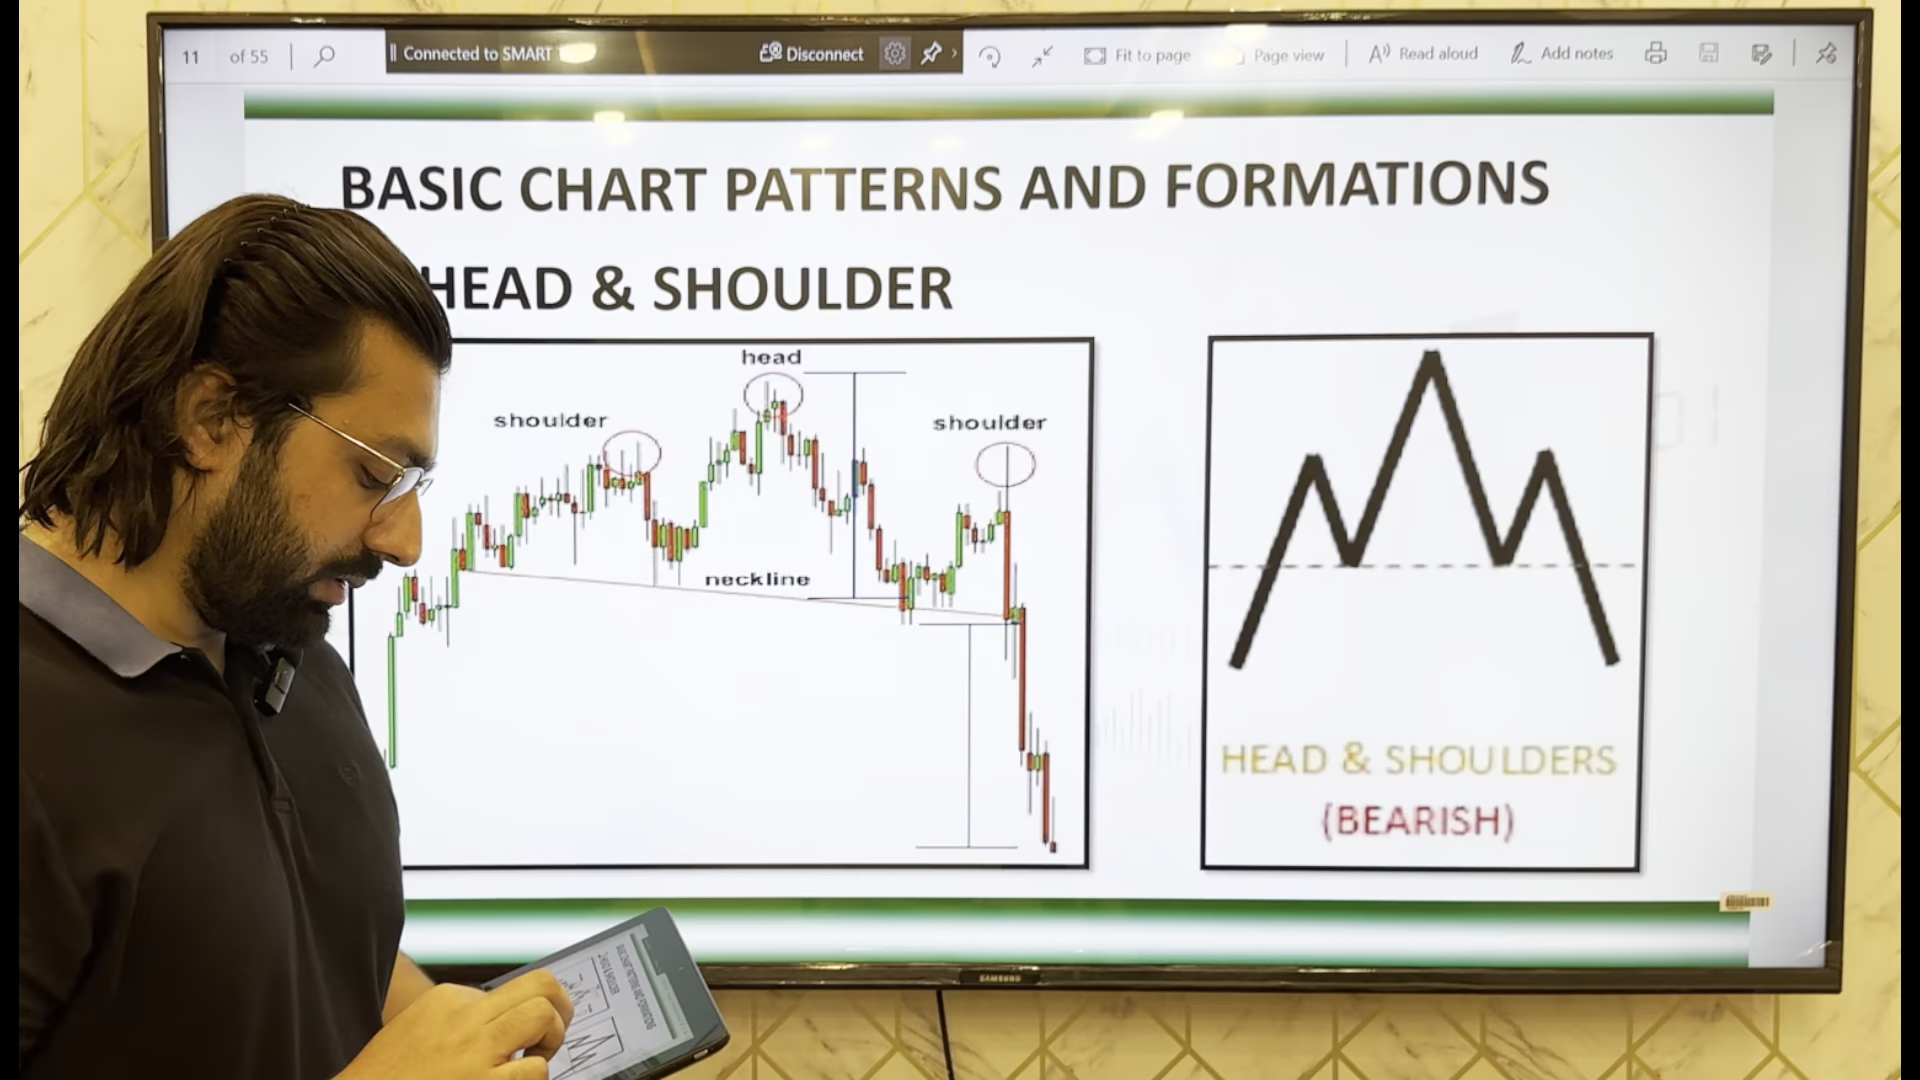 11 of 55
Connected to SMART
Disconnect
Fit to page
Page view
Read aloud
Add notes
BASIC CHART PATTERNS AND FORMATIONS
HEAD & SHOULDER
head
shoulder
shoulder
neckline
HEAD & SHOULDERS
(BEARISH)
SAMSUNG